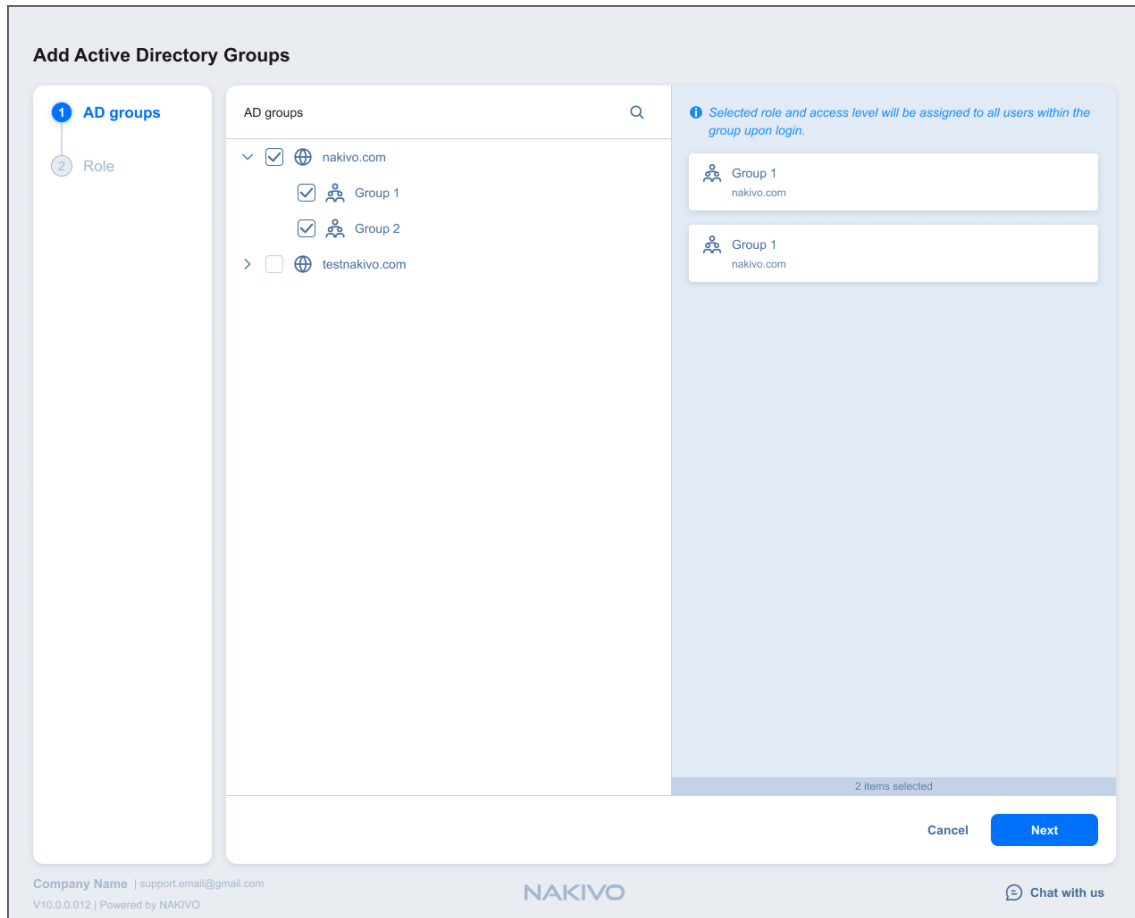 Add Active Directory Groups
1 AD groups
2 Role
AD groups
nakivo.com
Group 1
Group 2
testnakivo.com
Selected role and access level will be assigned to all users within the
group upon login.
Group 1
nakivo.com
Group 1
nakivo.com
2 items selected
Cancel
Next
Company Name | support.email@gmail.com
V10.0.0.012 | Powered by NAKIVO
NAKIVO
Chat with us